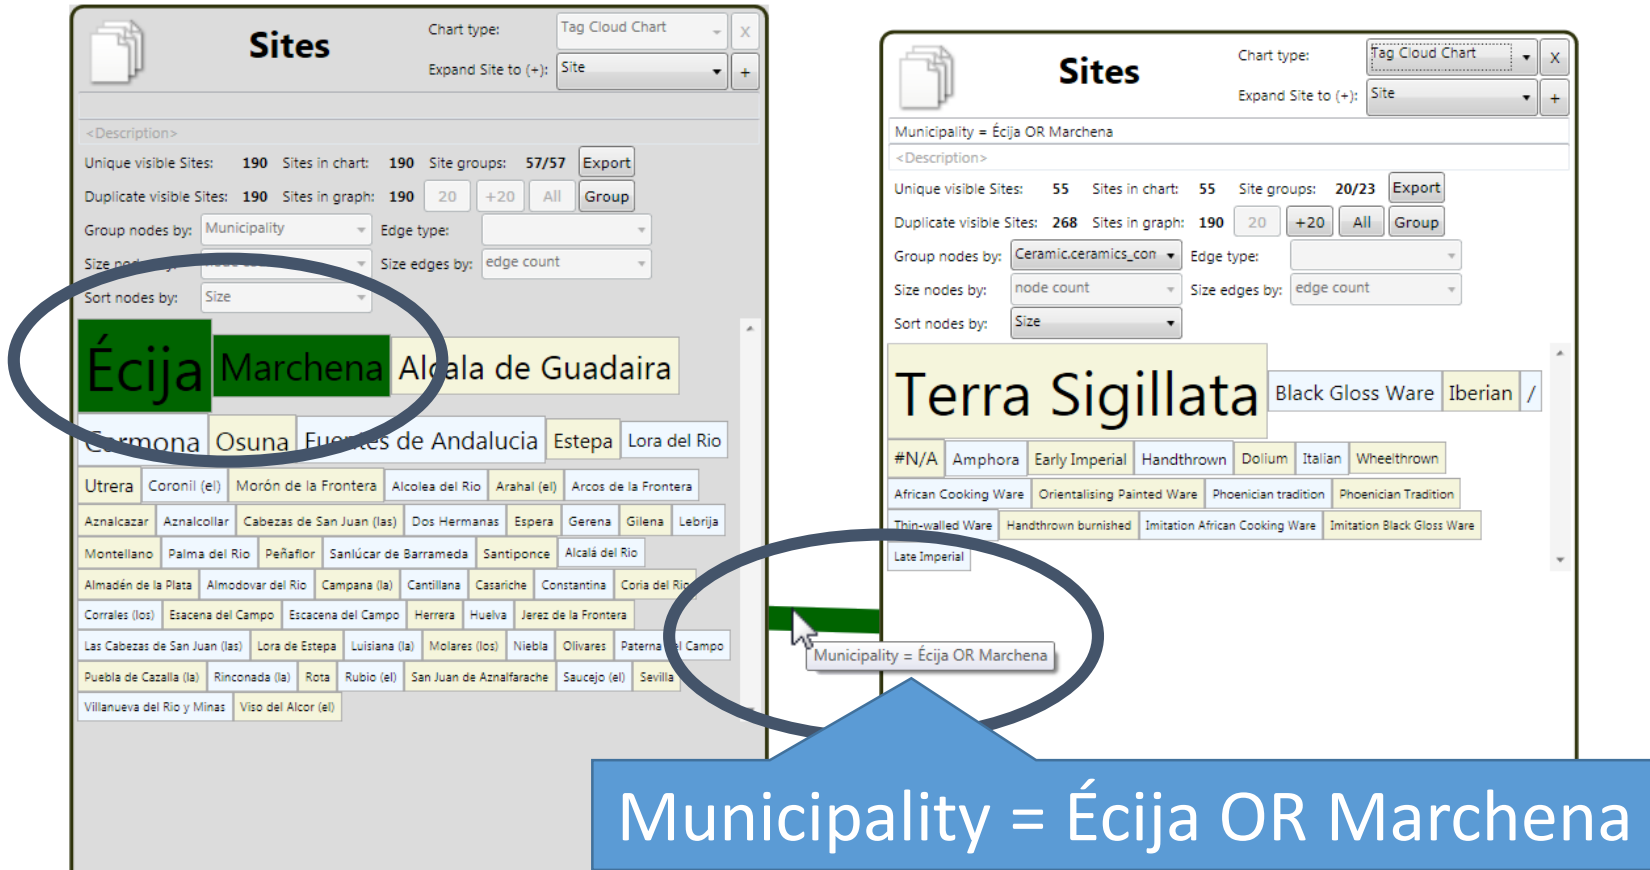 Sites
Chart type: Tag Cloud Chart X
Expand Site to (+): Site +
<Description>
Unique visible Sites: 190 Sites in chart: 190 Site groups: 57/57 Export
Duplicate visible Sites: 190 Sites in graph: 190 20 +20 All Group
Group nodes by: Municipality Edge type:
Size edges by: edge count
Sort nodes by: Size
Écija Marchena Alcala de Guadaira
Carmona Osuna Fuentes de Andalucia Estepa Lora del Rio
Utrera Coronil (el) Morón de la Frontera Alcolea del Rio Arahal (el) Arcos de la Frontera
Aznalcazar Aznalcollar Cabezas de San Juan (las) Dos Hermanas Espera Gerena Gilena Lebrija
Montellano Palma del Rio Peñaflor Sanlúcar de Barrameda Santiponce Alcalá del Rio
Almadén de la Plata Almodovar del Rio Campana (la) Cantillana Casariche Constantina Coria del Rio
Corrales (los) Esacena del Campo Escacena del Campo Herrera Huelva Jerez de la Frontera
Las Cabezas de San Juan (las) Lora de Estepa Luisiana (la) Molares (los) Niebla Olivares Paterna del Campo
Puebla de Cazalla (la) Rinconada (la) Rota Rubio (el) San Juan de Aznalfarache Saucejo (el) Sevilla
Villanueva del Rio y Minas Viso del Alcor (el)
Sites
Chart type: Tag Cloud Chart X
Expand Site to (+): Site +
Municipality = Écija OR Marchena
<Description>
Unique visible Sites: 55 Sites in chart: 55 Site groups: 20/23 Export
Duplicate visible Sites: 268 Sites in graph: 190 20 +20 All Group
Group nodes by: Ceramic.ceramics_com Edge type:
Size nodes by: node count Size edges by: edge count
Sort nodes by: Size
Terra Sigillata Black Gloss Ware Iberian /
#N/A Amphora Early Imperial Handthrown Dolium Italian Wheelthrown
African Cooking Ware Orientalising Painted Ware Phoenician tradition Phoenician Tradition
Thin-walled Ware Handthrown burnished Imitation African Cooking Ware Imitation Black Gloss Ware
Late Imperial
Municipality = Écija OR Marchena
Municipality = Écija OR Marchena